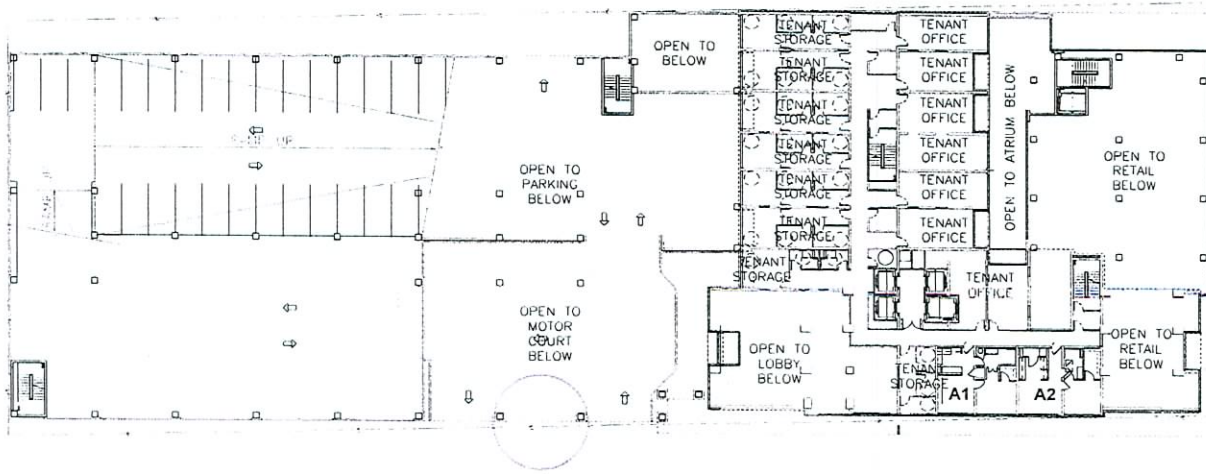 OPEN TO
BELOW
TENANT
STORAGE
TENANT
OFFICE
TENANT
STORAGE
TENANT
OFFICE
TENANT
STORAGE
TENANT
OFFICE
TENANT
STORAGE
TENANT
OFFICE
TENANT
STORAGE
TENANT
OFFICE
TENANT
STORAGE
TENANT
OFFICE
TENANT
STORAGE
TENANT
OFFICE
OPEN TO ATRIUM BELOW
OPEN TO
RETAIL
BELOW
OPEN TO
PARKING
BELOW
OPEN TO
MOTOR
COURT
BELOW
OPEN TO
LOBBY
BELOW
TENANT
STORAGE
A1
A2
OPEN TO
RETAIL
BELOW